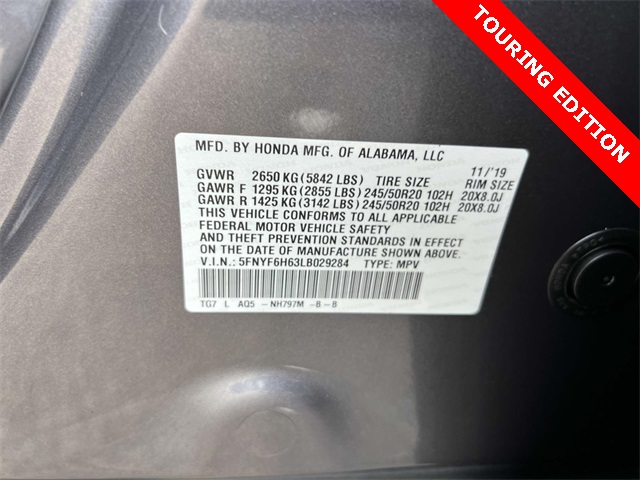 TOURING EDITION
MFD. BY HONDA MFG. OF ALABAMA, LLC
GVWR 2650 KG (5842 LBS) TIRE SIZE 11/'19 RIM SIZE
GAWR F 1295 KG (2855 LBS) 245/50R20 102H 20X8.0J
GAWR R 1425 KG (3142 LBS) 245/50R20 102H 20X8.0J
THIS VEHICLE CONFORMS TO ALL APPLICABLE
FEDERAL MOTOR VEHICLE SAFETY
AND THEFT PREVENTION STANDARDS IN EFFECT
ON THE DATE OF MANUFACTURE SHOWN ABOVE.
V.I.N.: 5FNYF6H63LB029284 TYPE: MPV
TG7 L AQ5 -NH797M -B-B